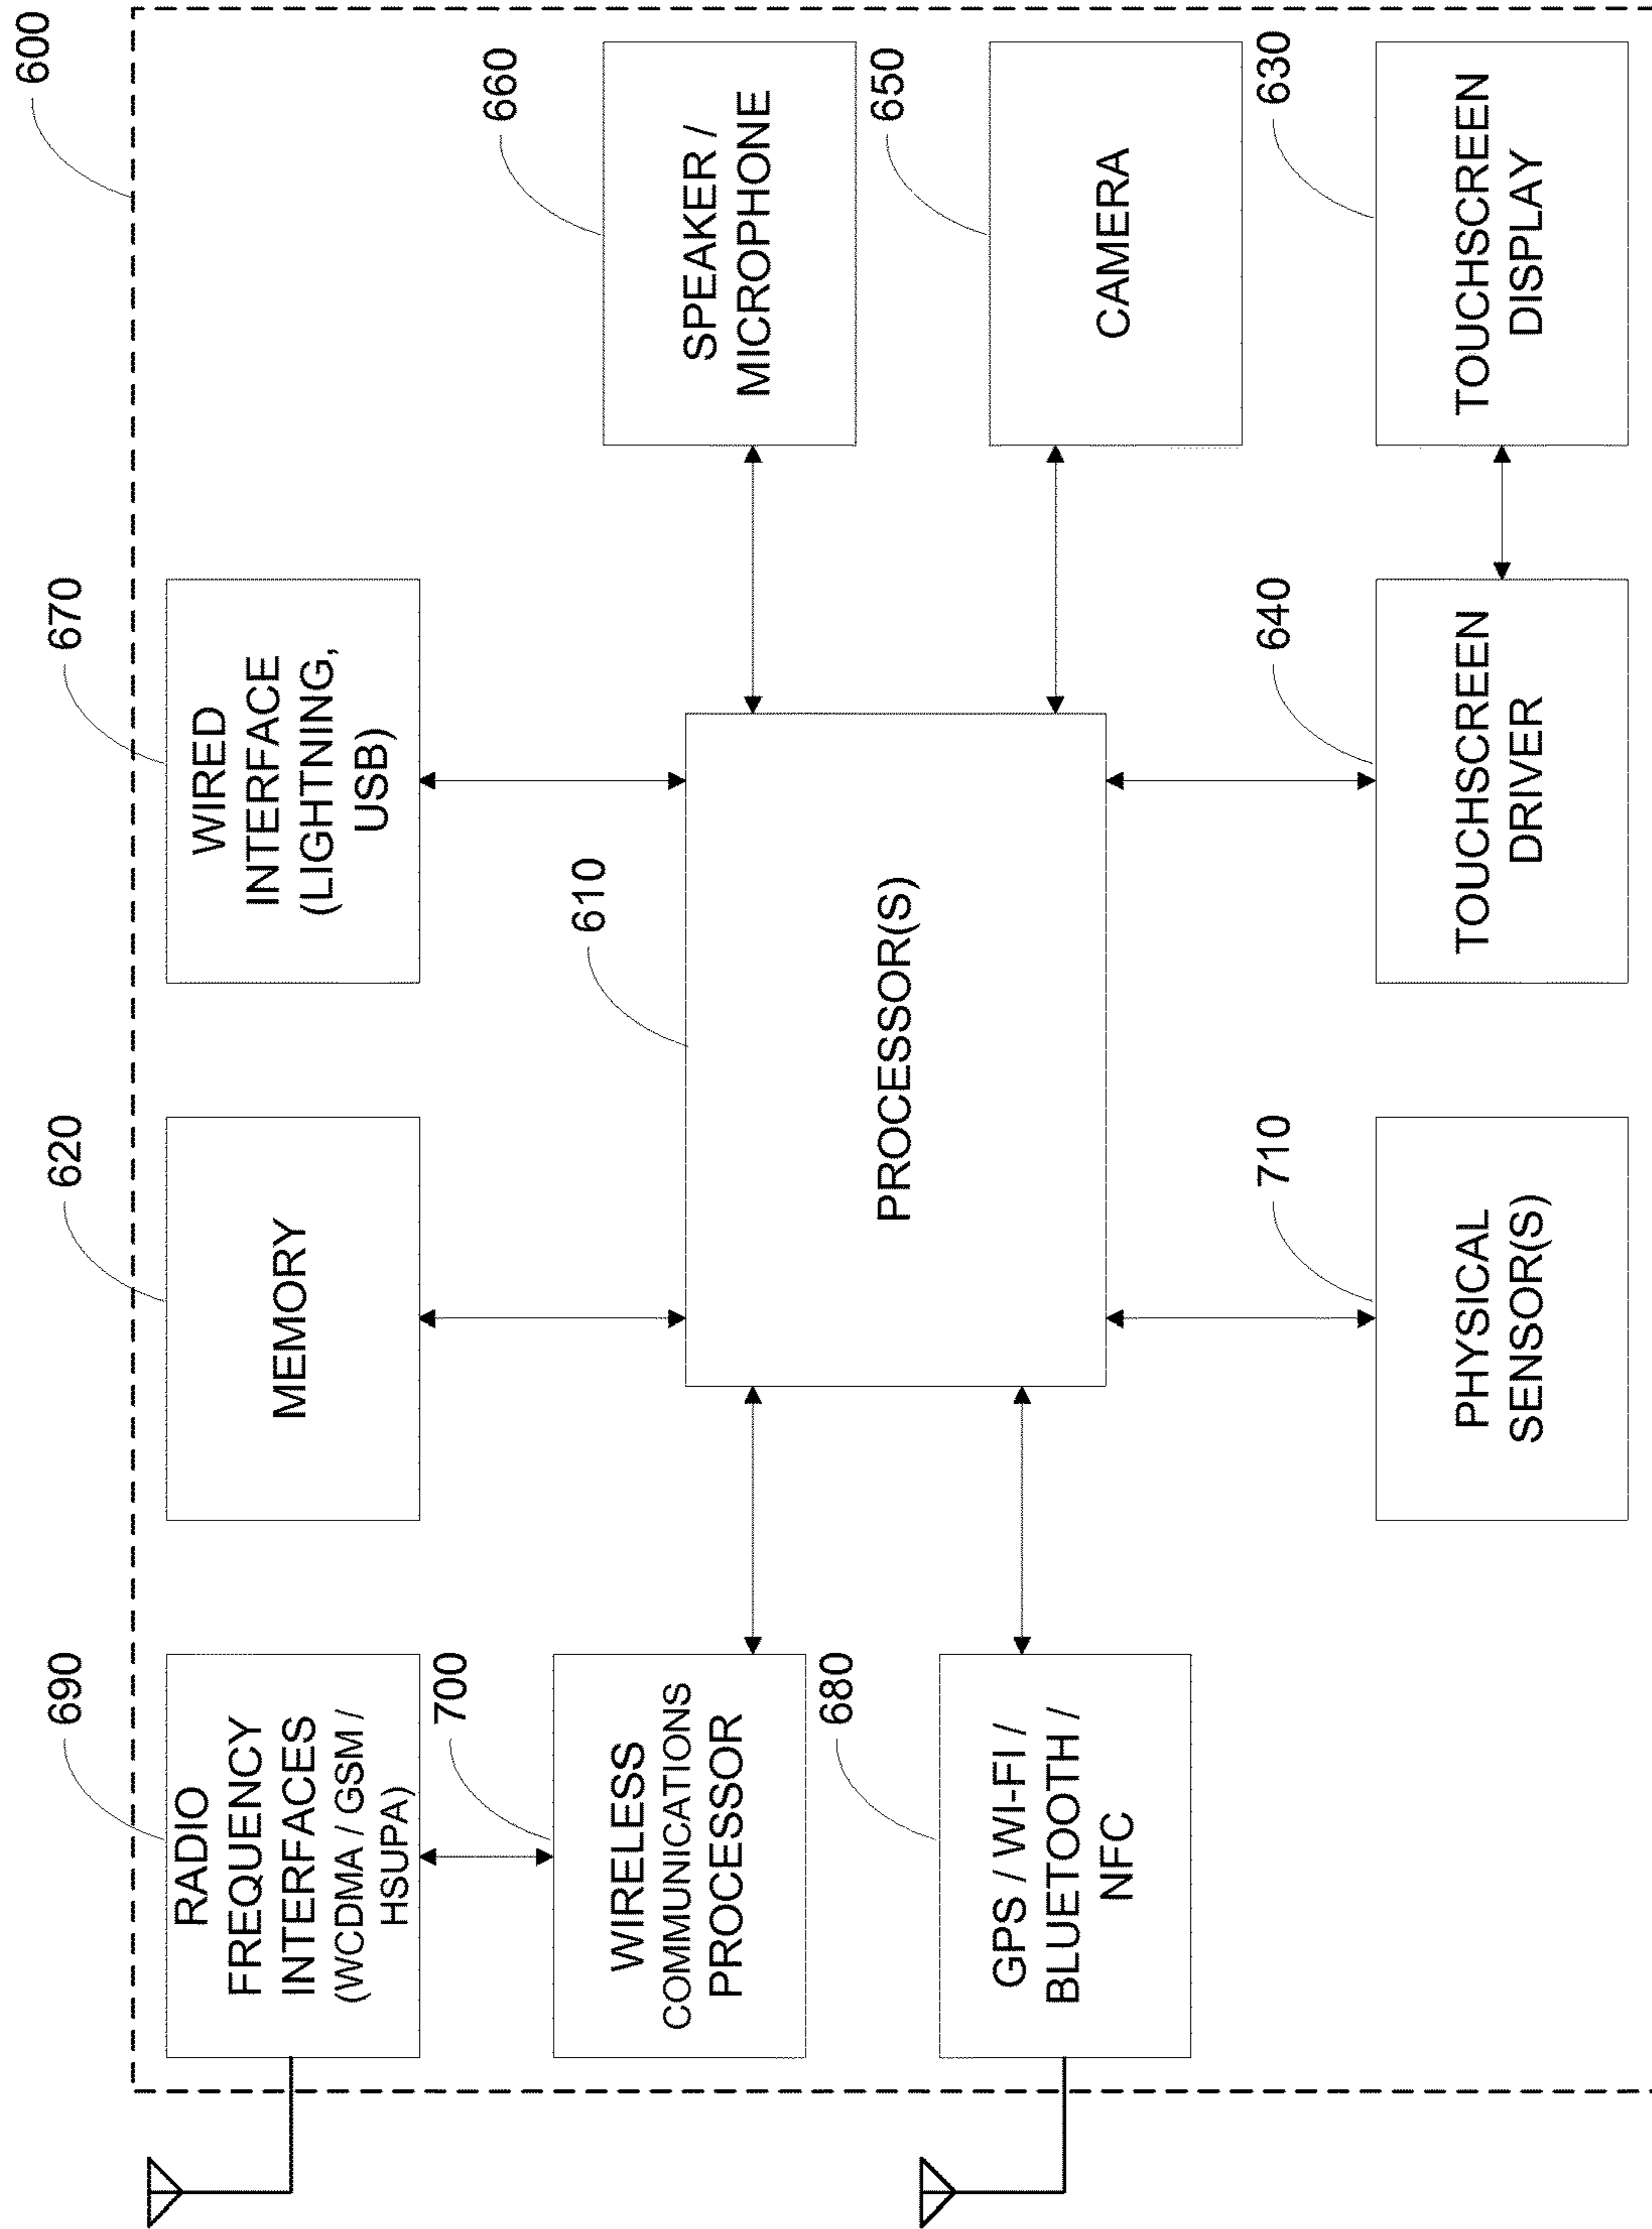 600
690
RADIO
FREQUENCY
INTERFACES
(WCDMA / GSM /
HSUPA)
620
MEMORY
670
WIRED
INTERFACE
(LIGHTNING,
USB)
700
WIRELESS
COMMUNICATIONS
PROCESSOR
610
PROCESSOR(S)
660
SPEAKER /
MICROPHONE
680
GPS / WI-FI /
BLUETOOTH /
NFC
650
CAMERA
710
PHYSICAL
SENSOR(S)
640
TOUCHSCREEN
DRIVER
630
TOUCHSCREEN
DISPLAY